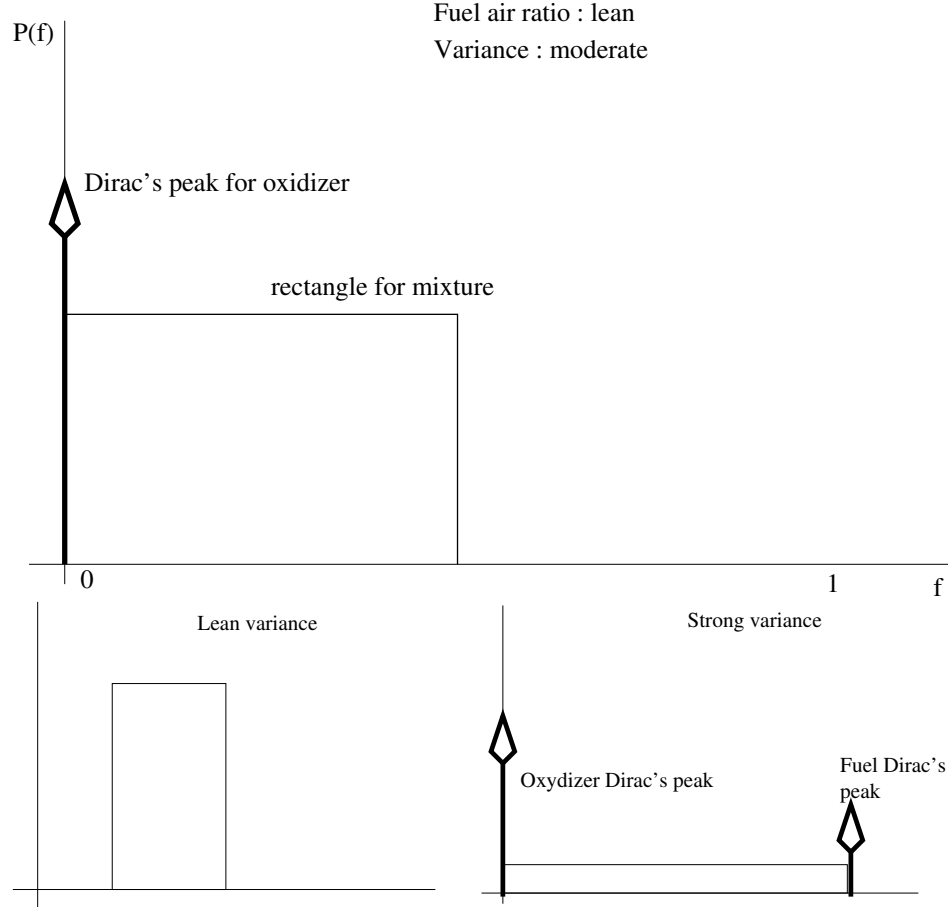 Fuel air ratio : lean
P(f)
Variance : moderate
Dirac's peak for oxidizer
rectangle for mixture
0
1
f
Lean variance
Strong variance
Oxydizer Dirac's peak
Fuel Dirac's
peak